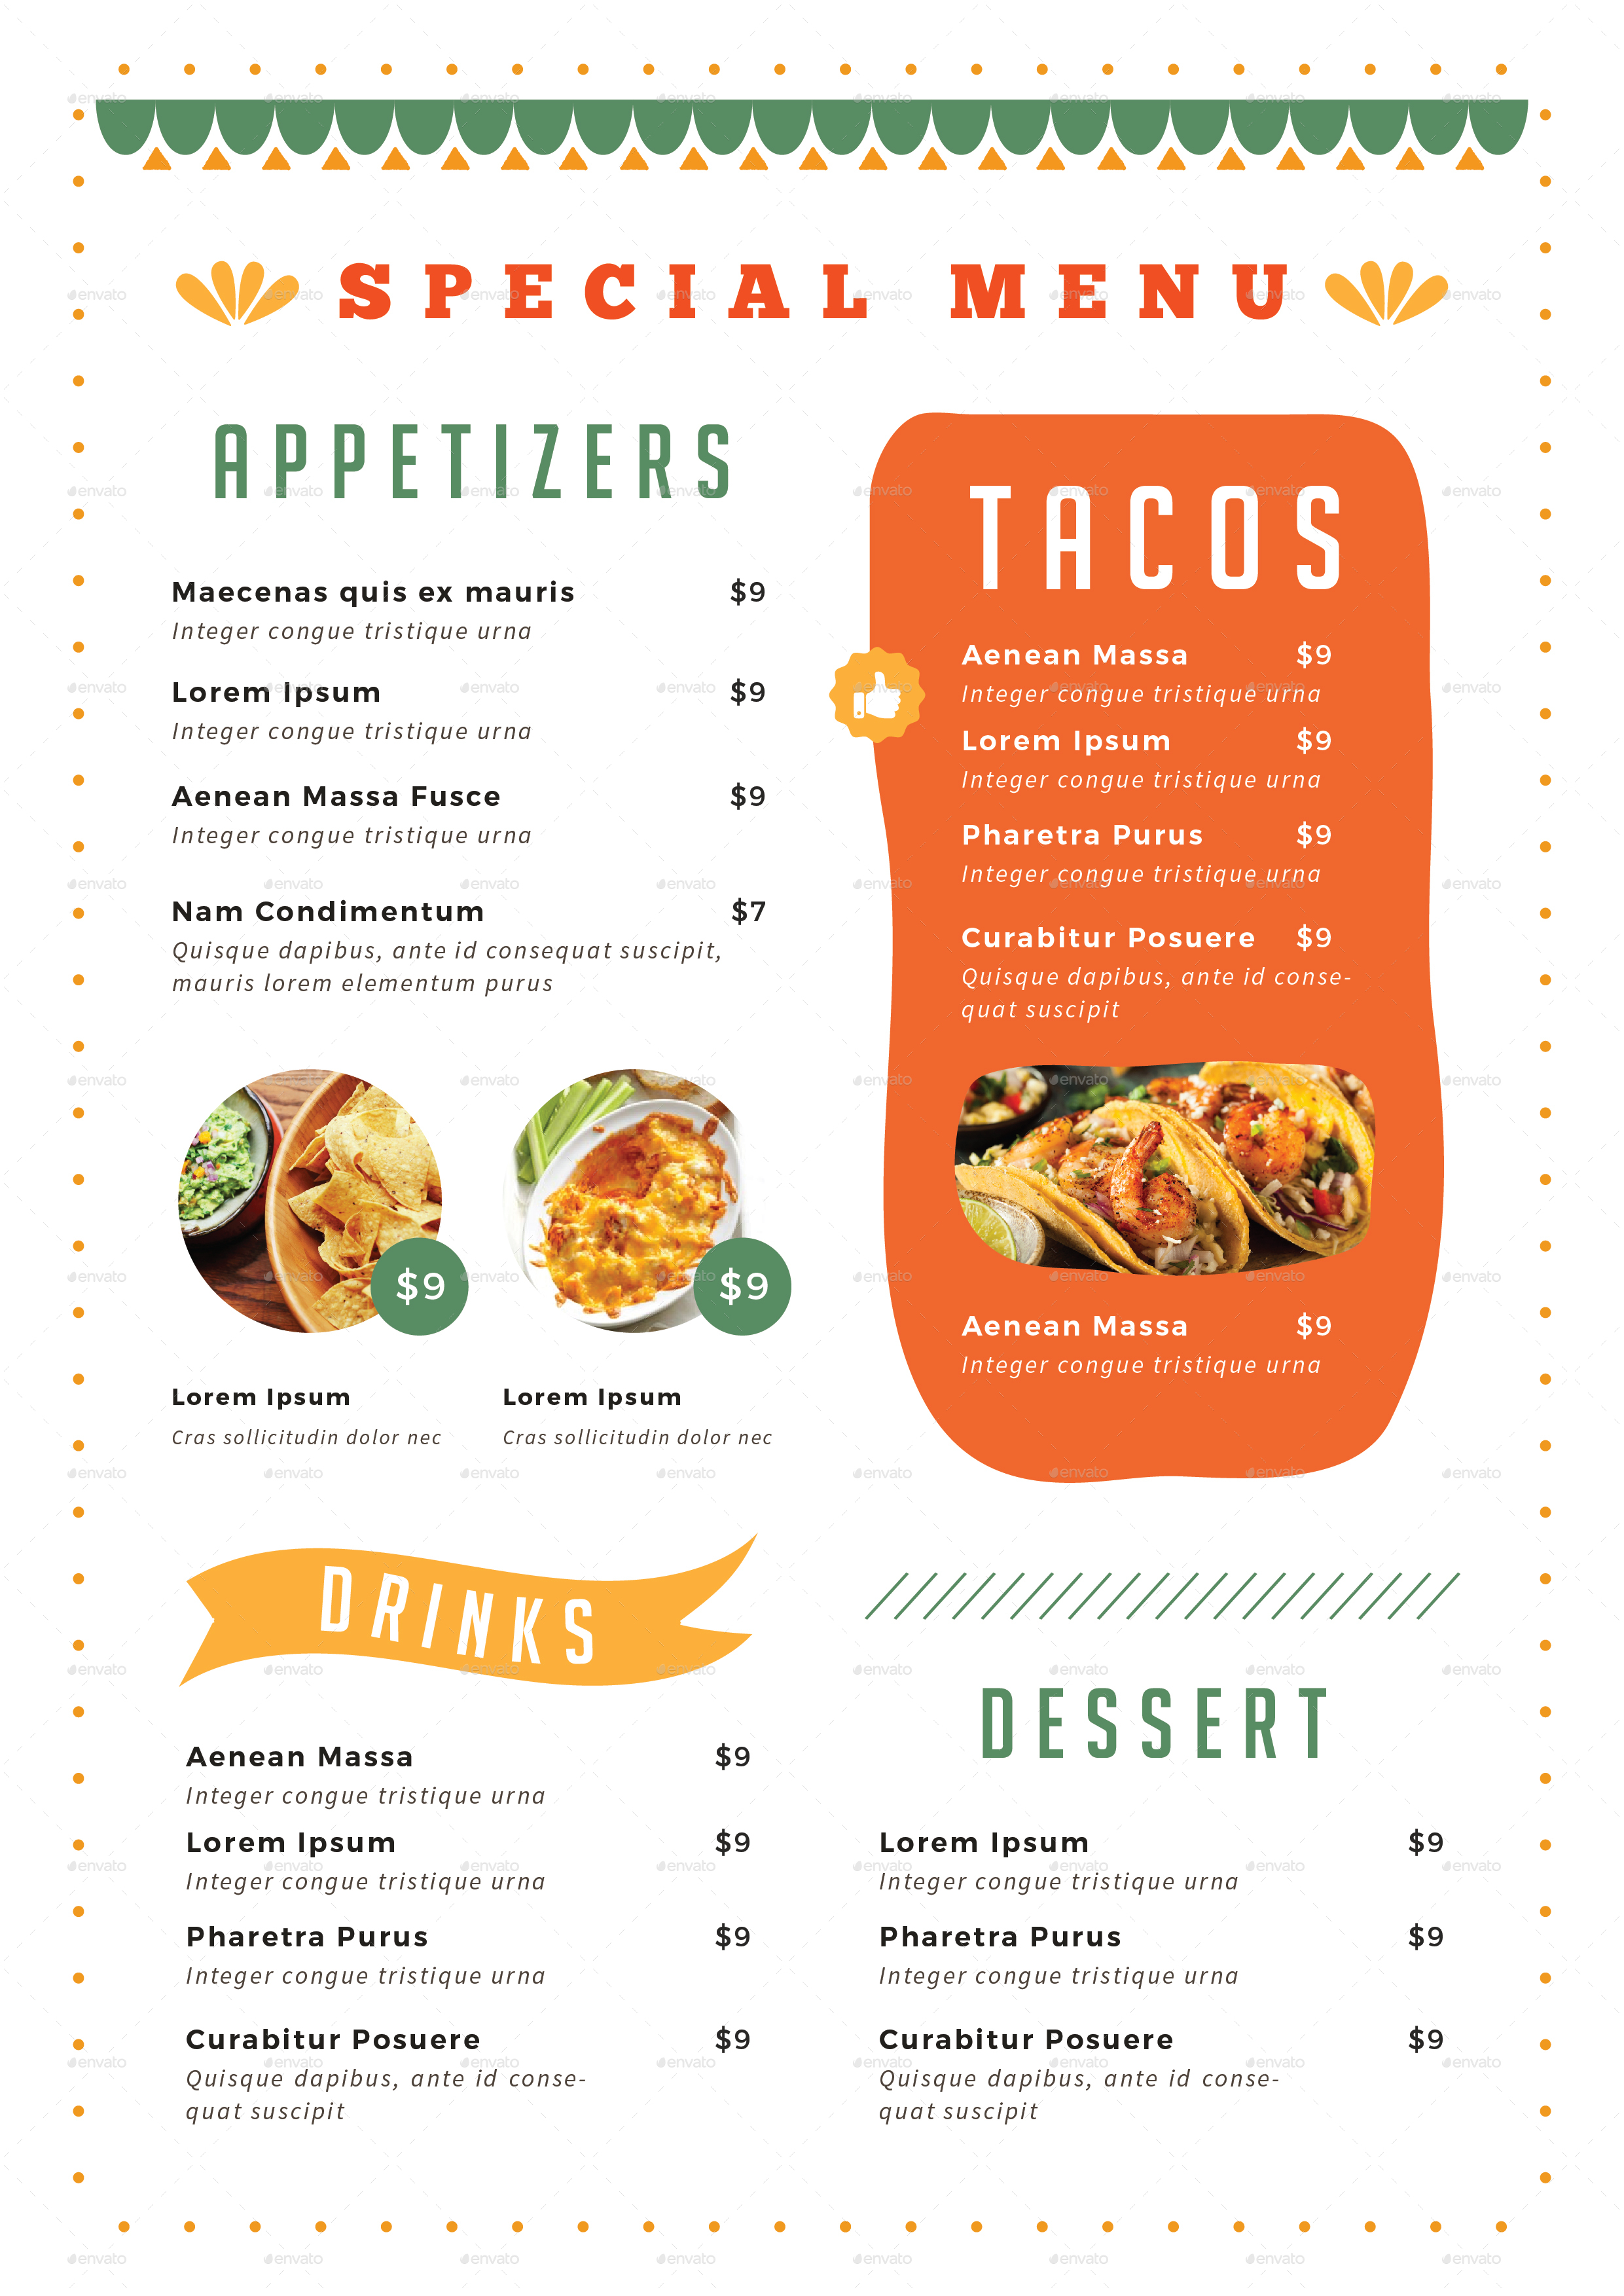 SPECIAL MENU
APPETIZERS
Maecenas quis ex mauris $9
Integer congue tristique urna
Lorem Ipsum $9
Integer congue tristique urna
Aenean Massa Fusce $9
Integer congue tristique urna
Nam Condimentum $7
Quisque dapibus, ante id consequat suscipit,
mauris lorem elementum purus
$9
$9
Lorem Ipsum
Cras sollicitudin dolor nec
Lorem Ipsum
Cras sollicitudin dolor nec
TACOS
Aenean Massa $9
Integer congue tristique urna
Lorem Ipsum $9
Integer congue tristique urna
Pharetra Purus $9
Integer congue tristique urna
Curabitur Posuere $9
Quisque dapibus, ante id conse-
quat suscipit
Aenean Massa $9
Integer congue tristique urna
DRINKS
Aenean Massa $9
Integer congue tristique urna
Lorem Ipsum $9
Integer congue tristique urna
Pharetra Purus $9
Integer congue tristique urna
Curabitur Posuere $9
Quisque dapibus, ante id conse-
quat suscipit
DESSERT
Lorem Ipsum $9
Integer congue tristique urna
Pharetra Purus $9
Integer congue tristique urna
Curabitur Posuere $9
Quisque dapibus, ante id conse-
quat suscipit
envato